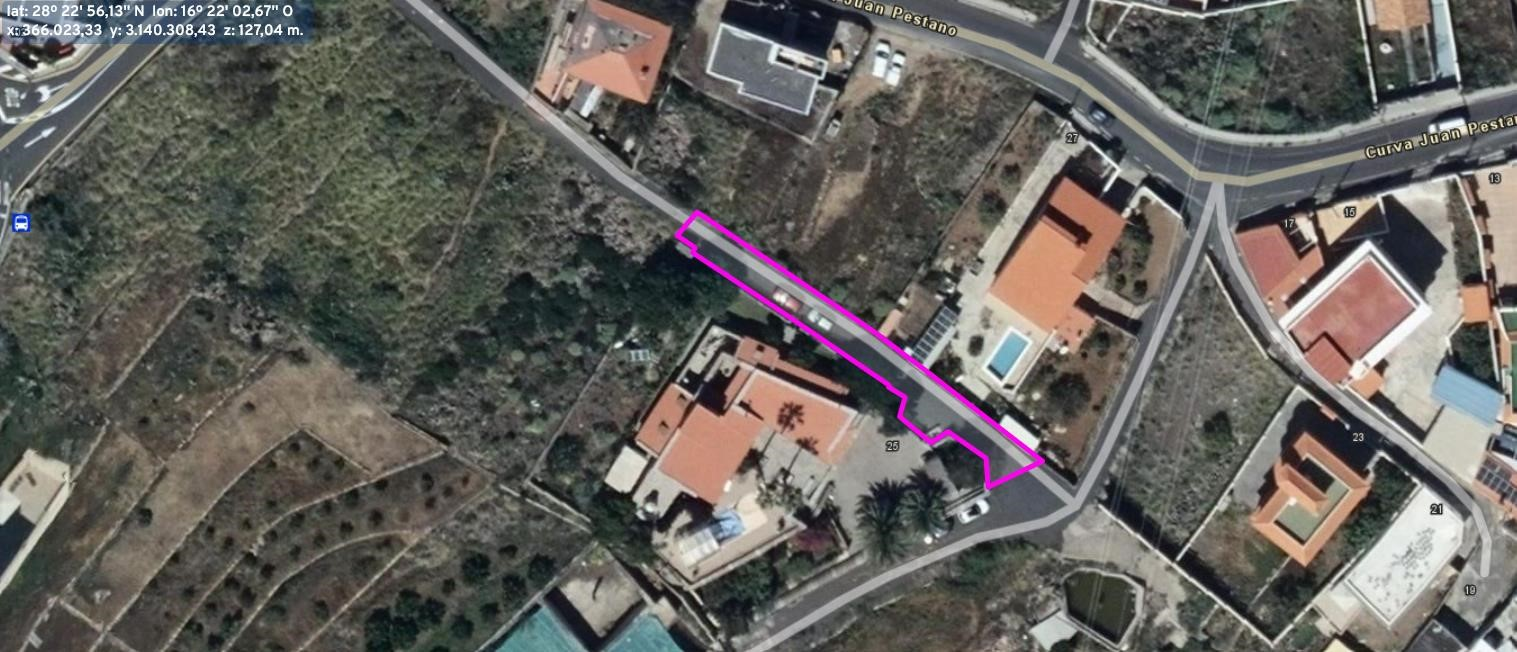 lat: 28º 22' 56,13'' N  lon: 16º 22' 02,67'' O
x: 366.023,33  y: 3.140.308,43  z: 127,04 m.
Juan Pestano
27
Curva Juan Pesta
13
15
17
25
23
21
19